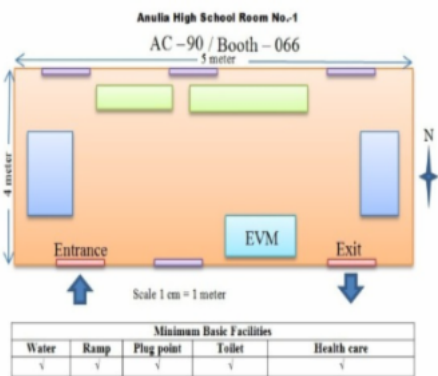 Anulia High School Room No.-1
AC –90 / Booth – 066
5 meter
4 meter
N
EVM
Entrance
Exit
Scale 1 cm = 1 meter
Minimum Basic Facilities
Water Ramp Plug point Toilet Health care
√ √ √ √ √